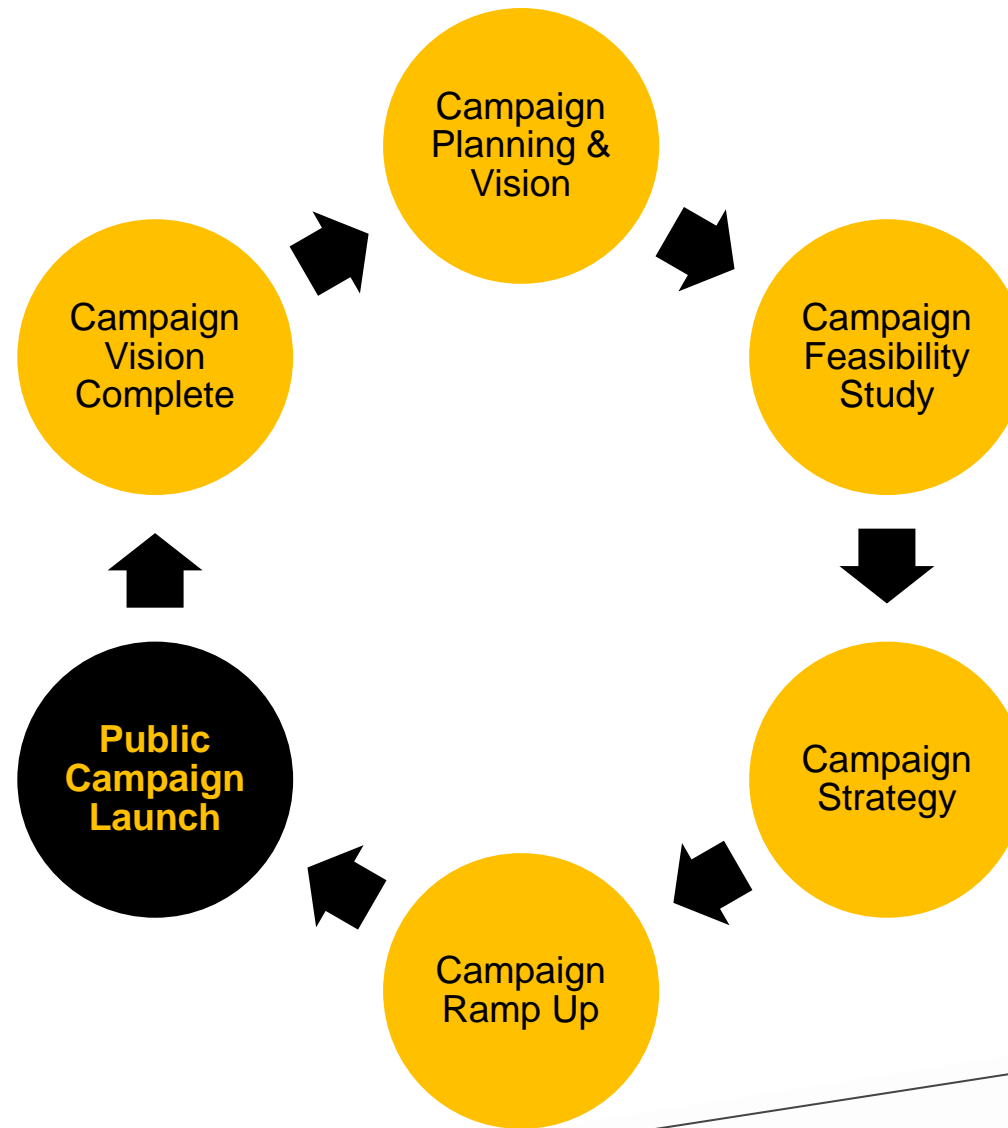 Campaign
Planning &
Vision
Campaign
Feasibility
Study
Campaign
Strategy
Campaign
Ramp Up
Public
Campaign
Launch
Campaign
Vision
Complete